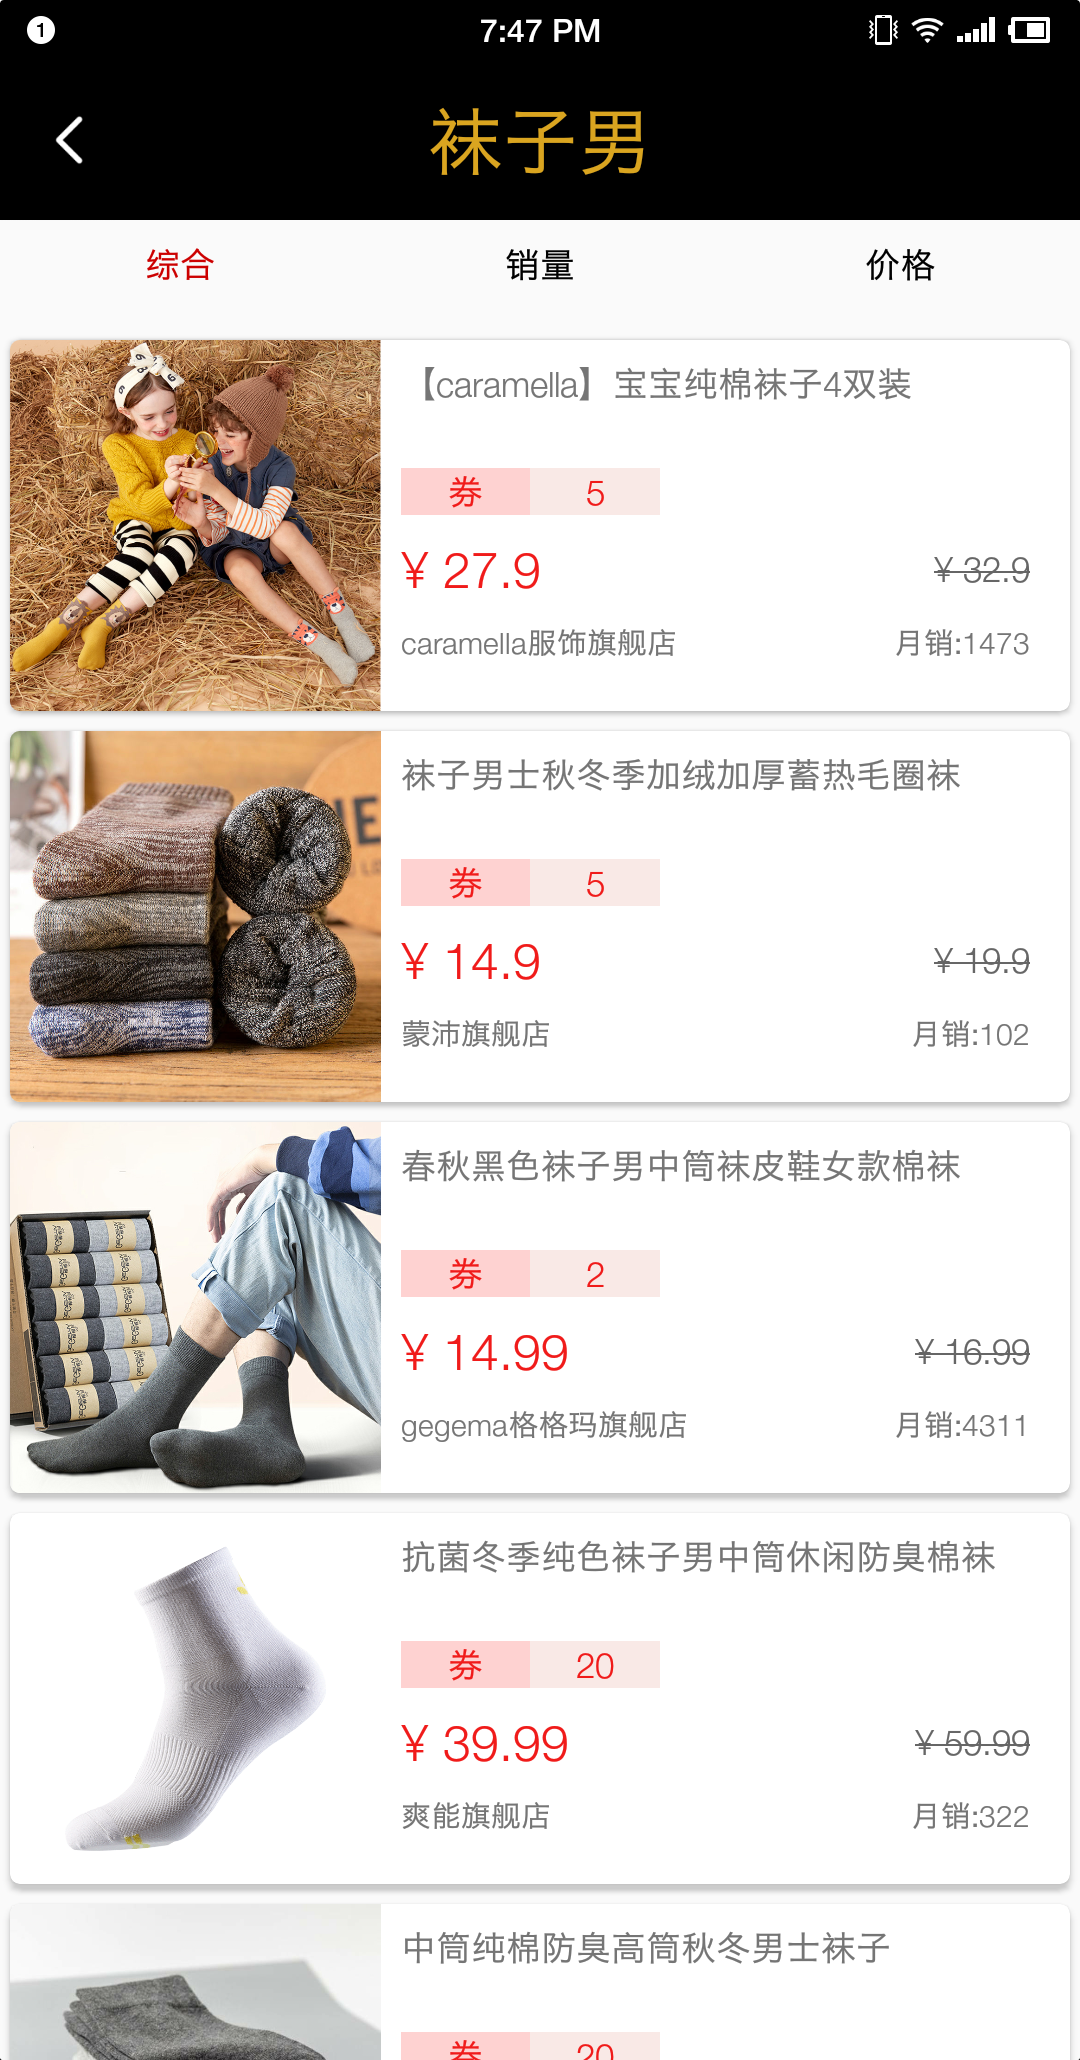 1
7:47 PM
袜子男
综合
销量
价格
【caramella】宝宝纯棉袜子4双装
券 5
¥ 27.9
¥ 32.9
caramella服饰旗舰店
月销:1473
袜子男士秋冬季加绒加厚蓄热毛圈袜
券 5
¥ 14.9
¥ 19.9
蒙沛旗舰店
月销:102
春秋黑色袜子男中筒袜皮鞋女款棉袜
券 2
¥ 14.99
¥ 16.99
gegema格格玛旗舰店
月销:4311
抗菌冬季纯色袜子男中筒休闲防臭棉袜
券 20
¥ 39.99
¥ 59.99
爽能旗舰店
月销:322
中筒纯棉防臭高筒秋冬男士袜子
券 20